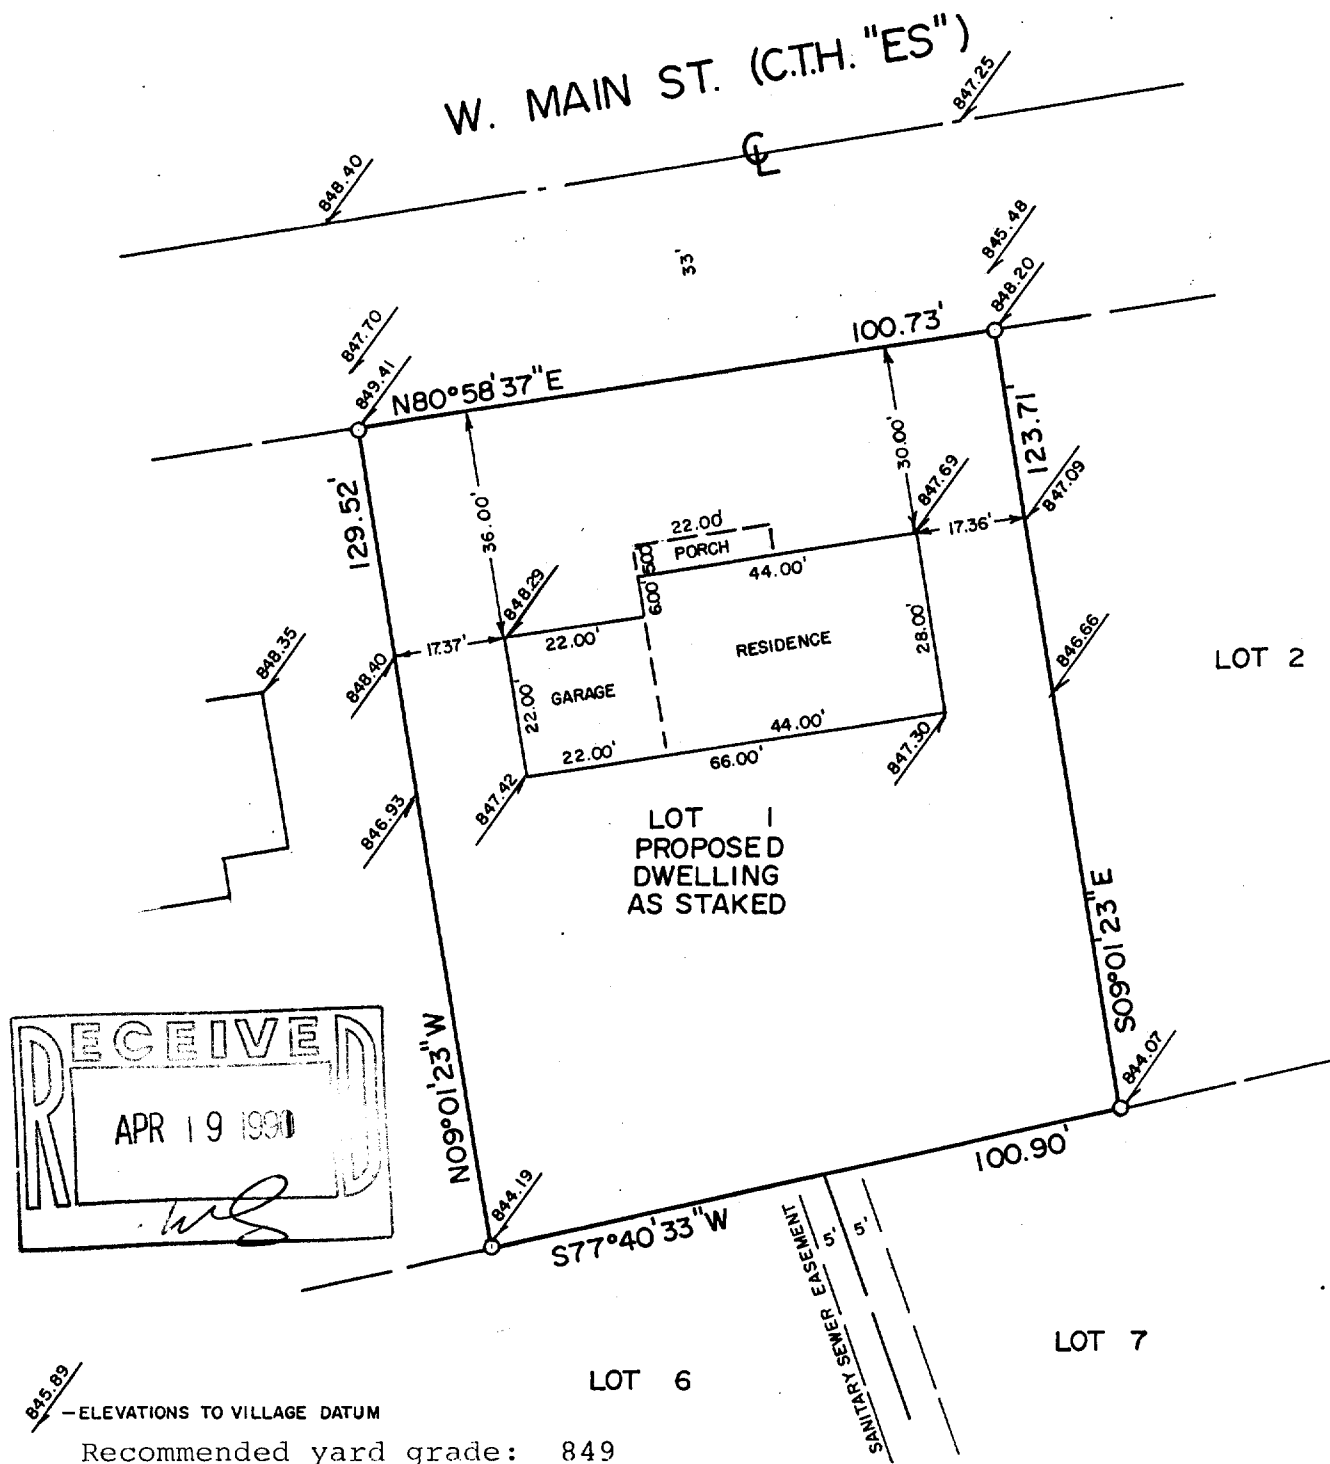 W. MAIN ST. (C.T.H. "ES")
847.25
848.40
℄
33'
845.48
848.20
847.70
849.41
N80°58'37"E
100.73'
129.52'
36.00'
30.00'
123.71'
847.69
847.09
17.36'
22.00'
PORCH
5.00'
6.00'
44.00'
848.29
848.35
848.40
17.37'
22.00'
RESIDENCE
28.00'
846.66
LOT 2
GARAGE
22.00'
22.00'
44.00'
66.00'
847.30
847.42
846.93
LOT 1
PROPOSED
DWELLING
AS STAKED
S09°01'23"E
N09°01'23"W
RECEIVED
APR 19 1990
844.07
844.19
100.90'
S77°40'33"W
SANITARY SEWER EASEMENT
5'
5'
LOT 6
LOT 7
845.89
– ELEVATIONS TO VILLAGE DATUM
Recommended yard grade: 849